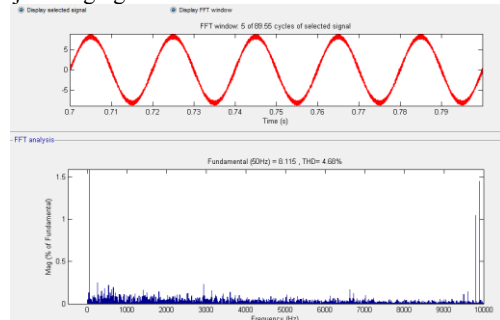 Display selected signal Display FFT window
FFT window: 5 of 89.55 cycles of selected signal
5
0
-5
0.7 0.71 0.72 0.73 0.74 0.75 0.76 0.77 0.78 0.79
Time (s)
FFT analysis
Fundamental (50Hz) = 8.115 , THD= 4.68%
1.5
1
0.5
0
Mag (% of Fundamental)
0 1000 2000 3000 4000 5000 6000 7000 8000 9000 10000
Frequency (Hz)